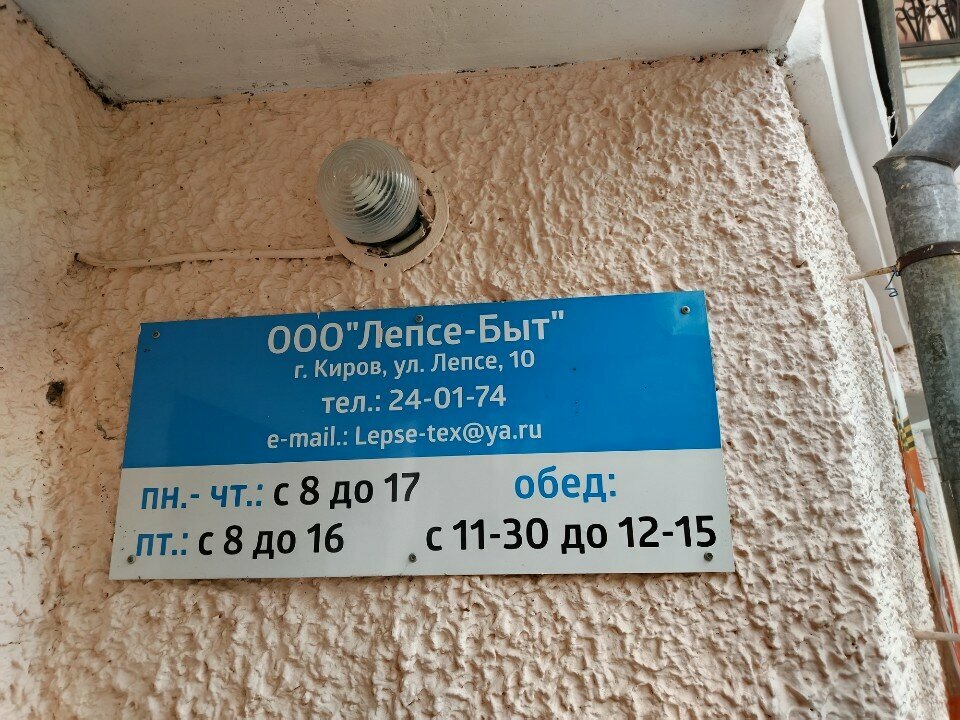 ООО"Лепсе-Быт"
г. Киров, ул. Лепсе, 10
тел.: 24-01-74
e-mail.: Lepse-tex@ya.ru
пн.- чт.: с 8 до 17
пт.: с 8 до 16
обед:
с 11-30 до 12-15